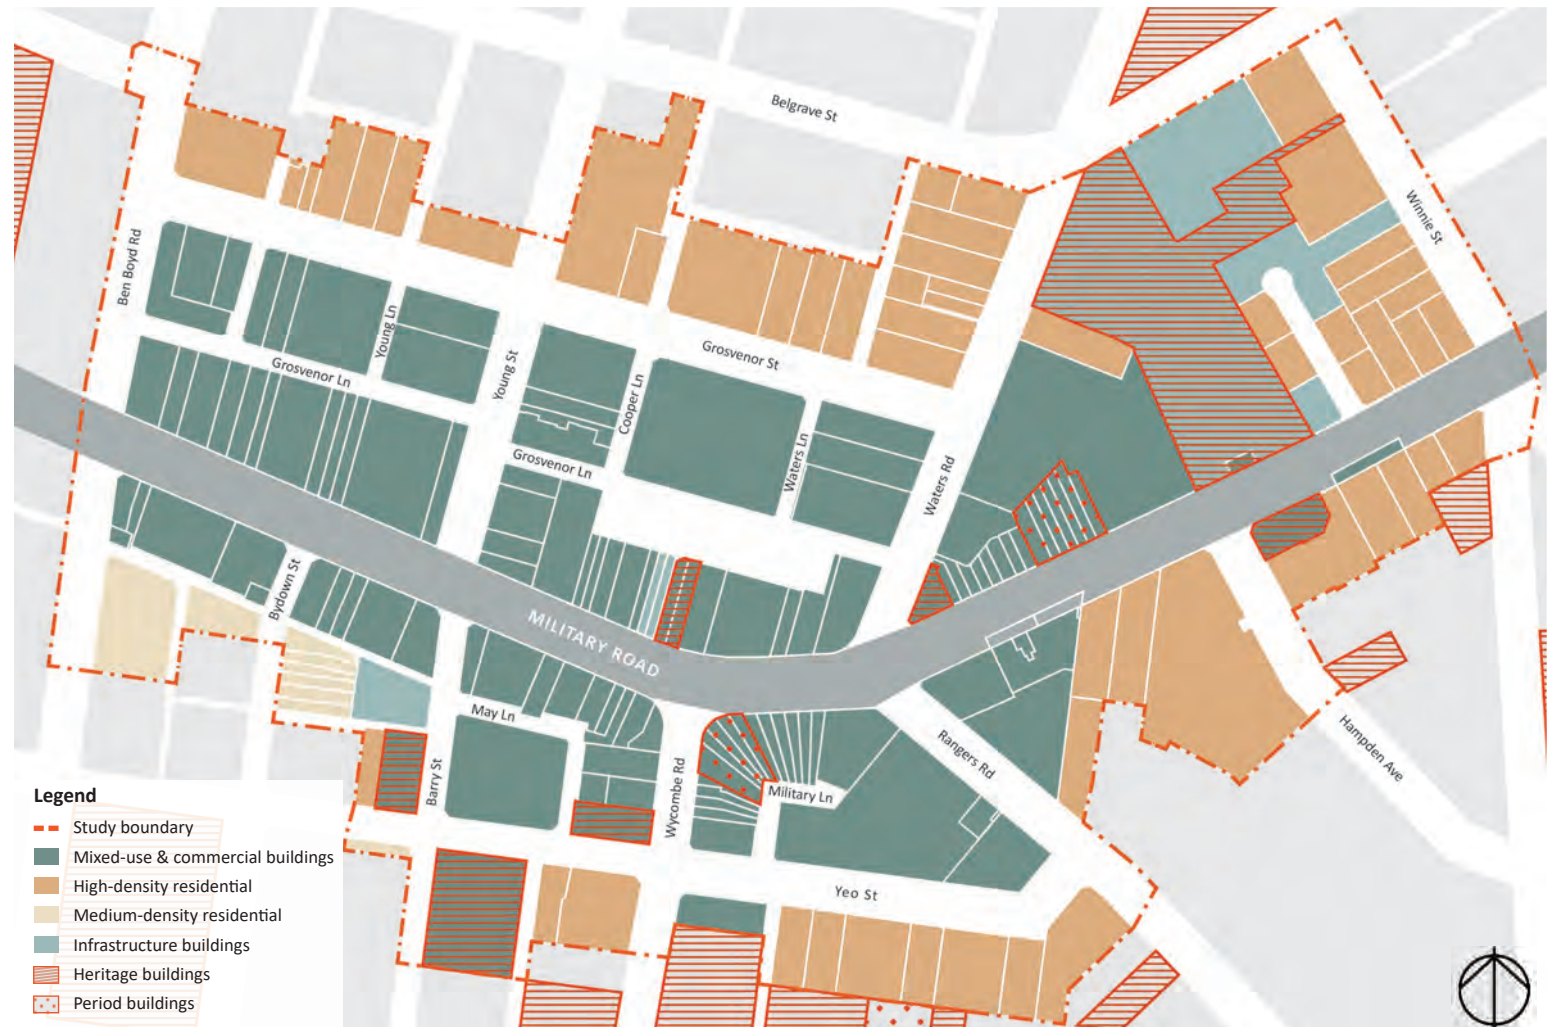 Belgrave St
Winnie St
Ben Boyd Rd
Young Ln
Grosvenor St
Grosvenor Ln
Young St
Cooper Ln
Grosvenor Ln
Waters Ln
Waters Rd
MILITARY ROAD
Bydown St
May Ln
Rangers Rd
Hampden Ave
Barry St
Wycombe Rd
Military Ln
Yeo St
Legend
Study boundary
Mixed-use & commercial buildings
High-density residential
Medium-density residential
Infrastructure buildings
Heritage buildings
Period buildings